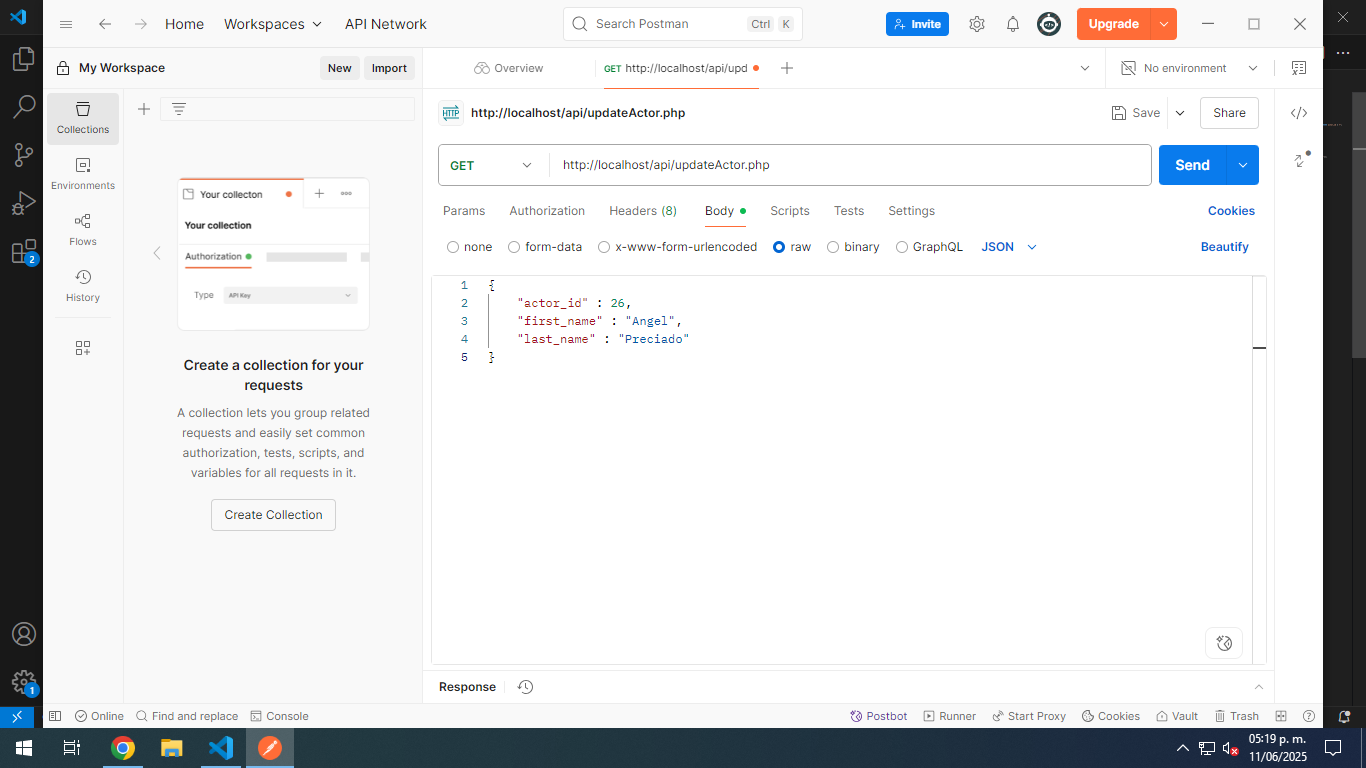 Home Workspaces API Network Search Postman Ctrl K Invite Upgrade
My Workspace New Import Overview GET http://localhost/api/upd No environment
HTTP http://localhost/api/updateActor.php Save Share
GET http://localhost/api/updateActor.php Send
Params Authorization Headers (8) Body Scripts Tests Settings Cookies
none form-data x-www-form-urlencoded raw binary GraphQL JSON Beautify
1 {
2 "actor_id" : 26,
3 "first_name" : "Angel",
4 "last_name" : "Preciado"
5 }
Collections
Environments
Flows
History
Your collecton
Your collection
Authorization
Type API Key
Create a collection for your
requests
A collection lets you group related
requests and easily set common
authorization, tests, scripts, and
variables for all requests in it.
Create Collection
Response
2
1
Online Find and replace Console Postbot Runner Start Proxy Cookies Vault Trash
05:19 p. m.
11/06/2025